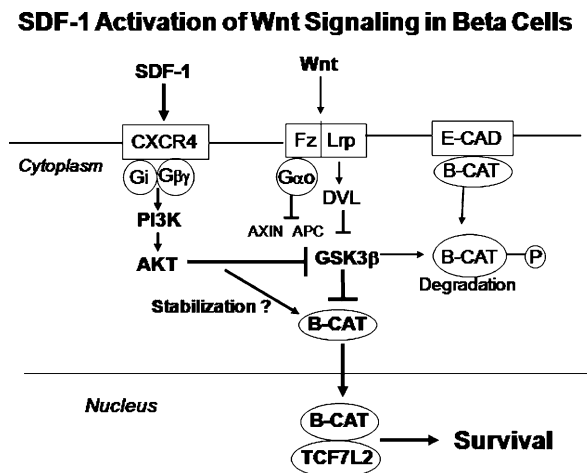 SDF-1 Activation of Wnt Signaling in Beta Cells
SDF-1
Wnt
CXCR4
Fz Lrp
E-CAD
Cytoplasm
Gi Gβγ
Gαo
B-CAT
DVL
PI3K
AXIN APC
AKT
GSK3β
B-CAT P
Degradation
Stabilization ?
B-CAT
Nucleus
B-CAT
TCF7L2
Survival